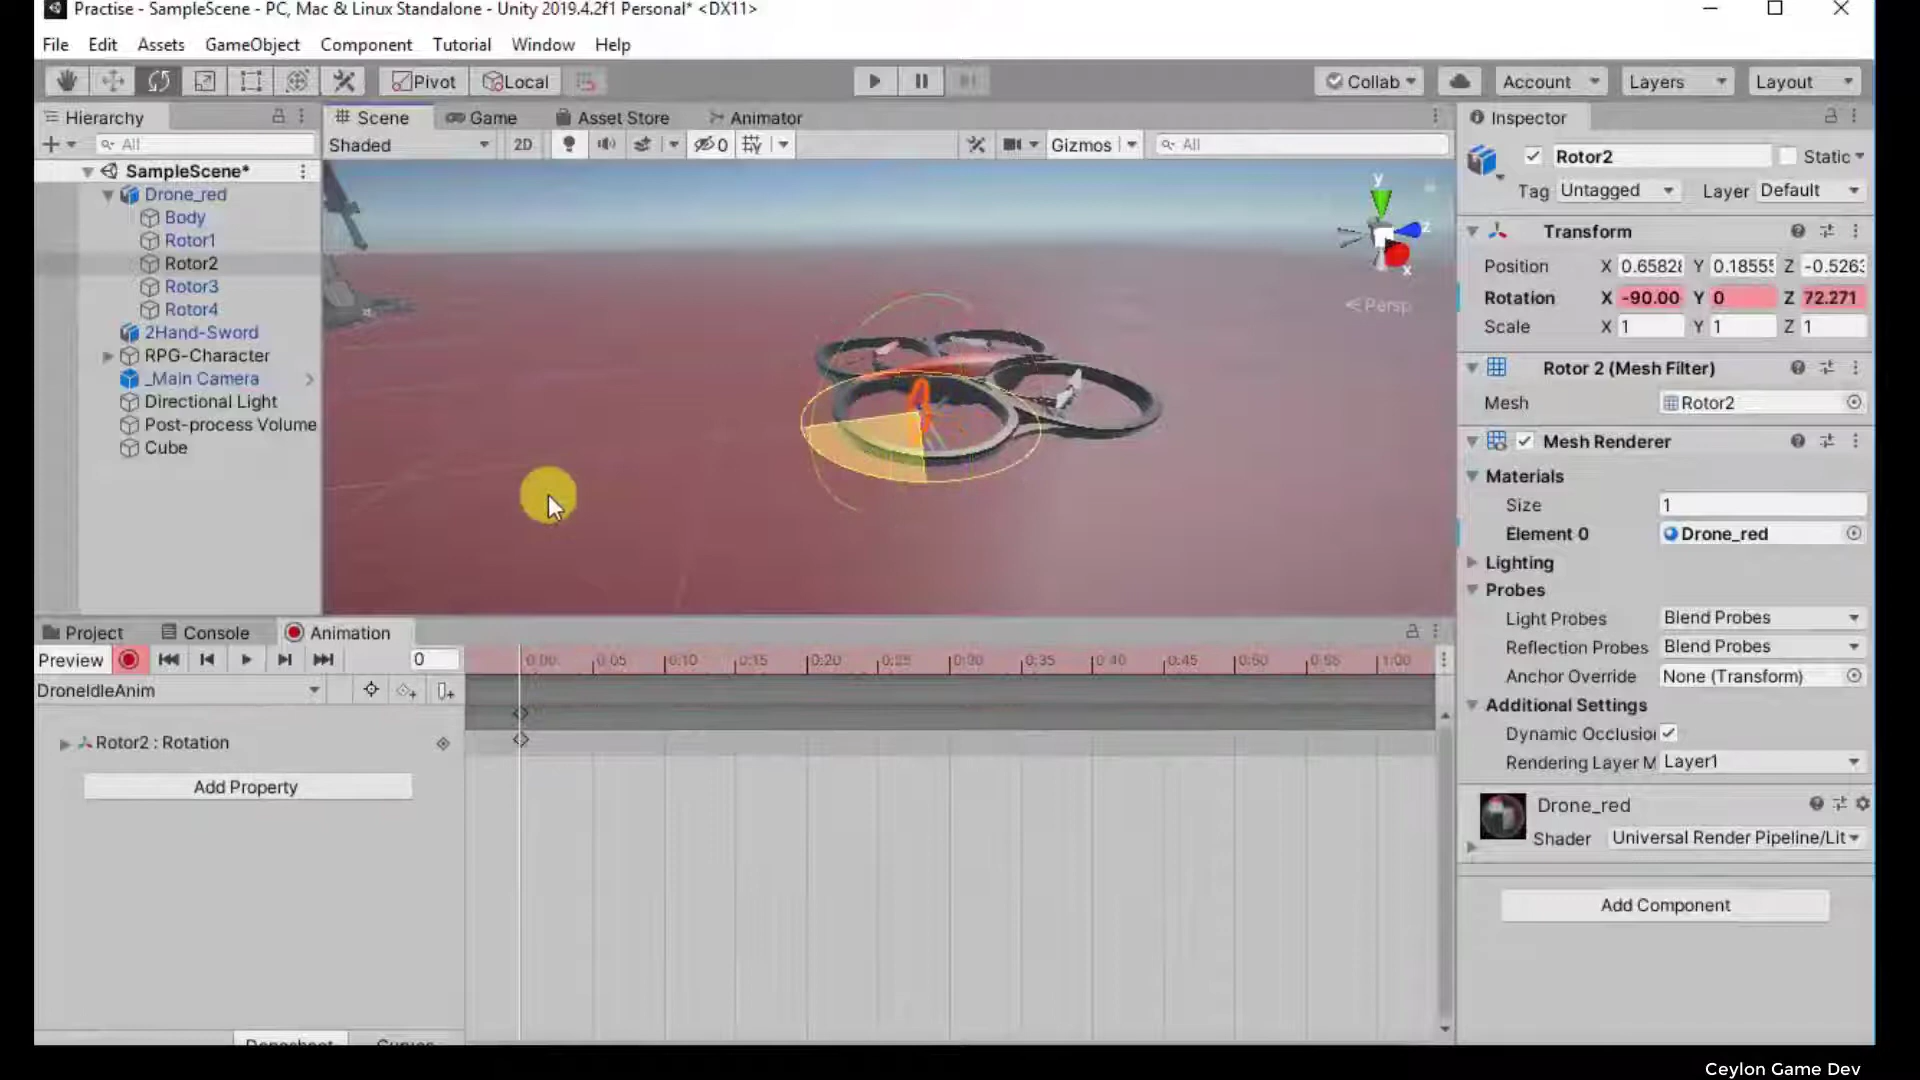 Practise - SampleScene - PC, Mac & Linux Standalone - Unity 2019.4.2f1 Personal* <DX11>
File Edit Assets GameObject Component Tutorial Window Help
Pivot Local Collab Account Layers Layout
Hierarchy
All
SampleScene*
Drone_red
Body
Rotor1
Rotor2
Rotor3
Rotor4
2Hand-Sword
RPG-Character
_Main Camera
Directional Light
Post-process Volume
Cube
Scene Game Asset Store Animator
Shaded 2D 0 Gizmos All
y
z
x
Persp
Inspector
Rotor2 Static
Tag Untagged Layer Default
Transform
Position X 0.6582 Y 0.1855 Z -0.526
Rotation X -90.00 Y 0 Z 72.271
Scale X 1 Y 1 Z 1
Rotor 2 (Mesh Filter)
Mesh Rotor2
Mesh Renderer
Materials
Size 1
Element 0 Drone_red
Lighting
Probes
Light Probes Blend Probes
Reflection Probes Blend Probes
Anchor Override None (Transform)
Additional Settings
Dynamic Occlusio
Rendering Layer M Layer1
Drone_red
Shader Universal Render Pipeline/Lit
Add Component
Project Console Animation
Preview 0 0:00 0:05 0:10 0:15 0:20 0:25 0:30 0:35 0:40 0:45 0:50 0:55 1:00
DroneIdleAnim
Rotor2 : Rotation
Add Property
Dopesheet Curves
Ceylon Game Dev